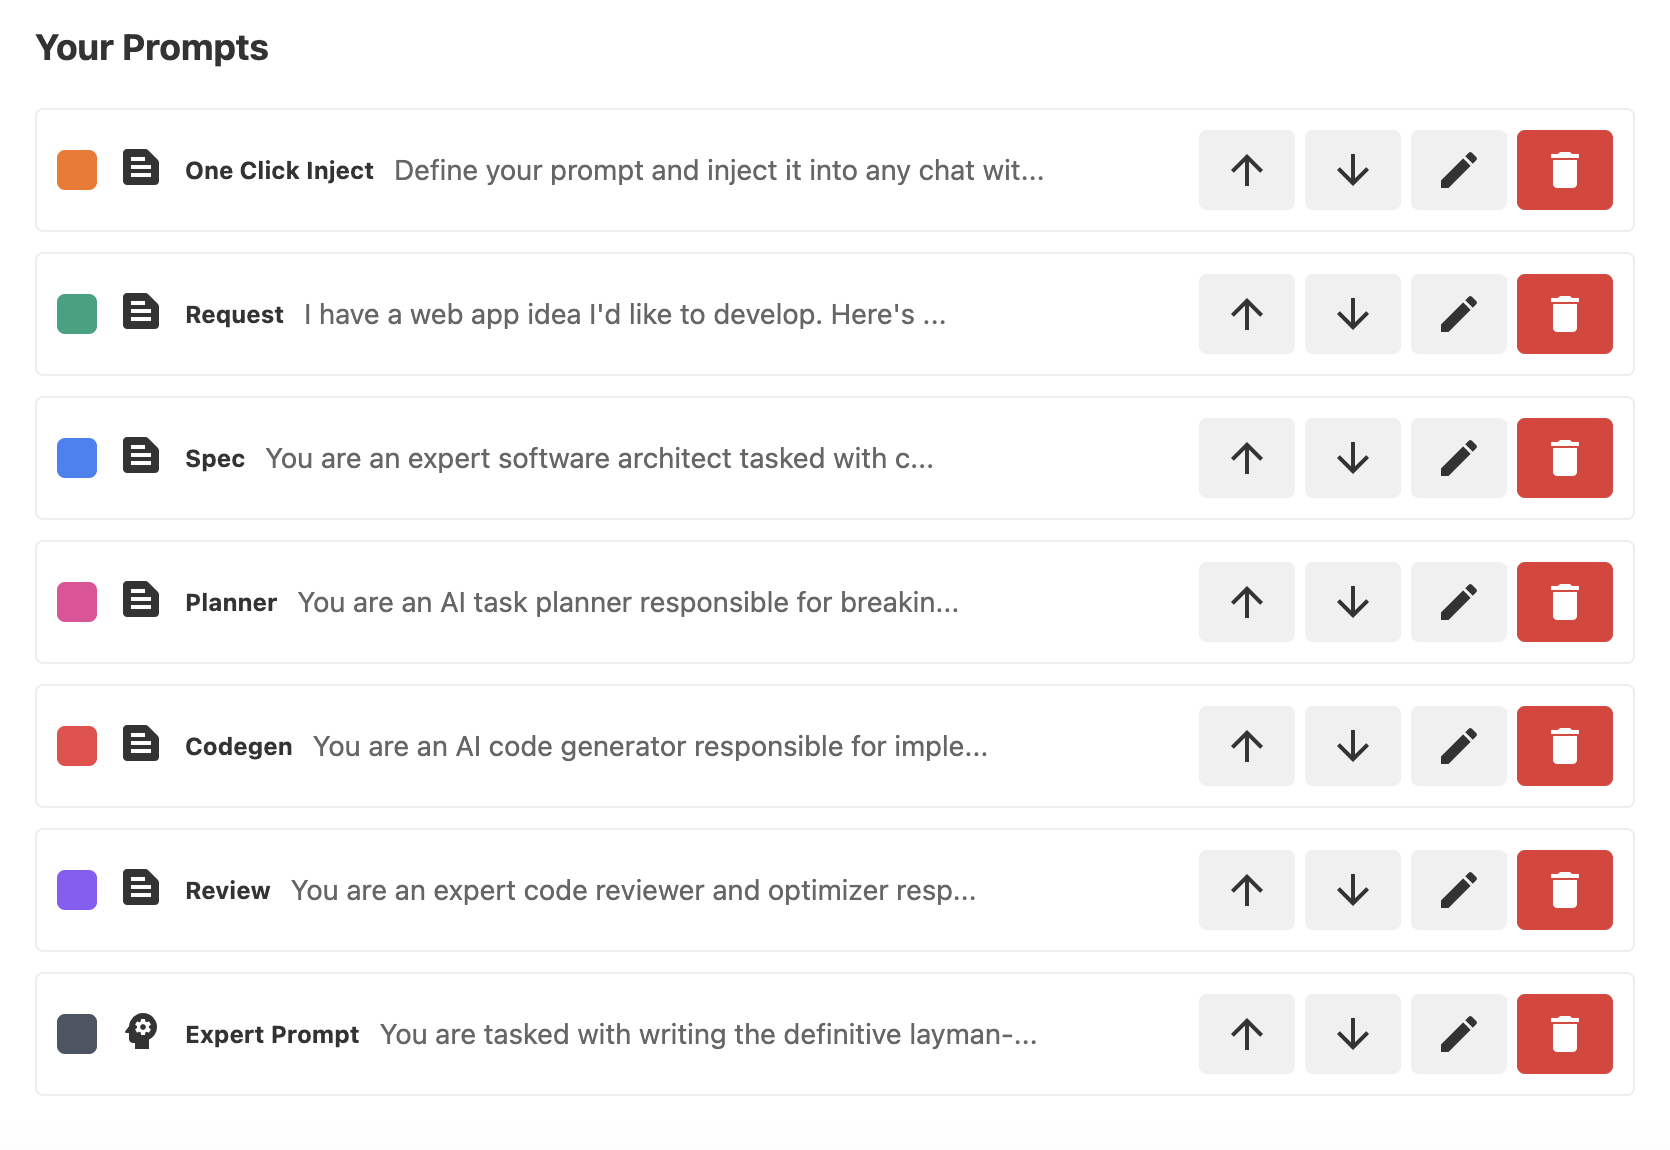 Your Prompts
One Click Inject Define your prompt and inject it into any chat wit...
Request I have a web app idea I'd like to develop. Here's ...
Spec You are an expert software architect tasked with c...
Planner You are an AI task planner responsible for breakin...
Codegen You are an AI code generator responsible for imple...
Review You are an expert code reviewer and optimizer resp...
Expert Prompt You are tasked with writing the definitive layman-...